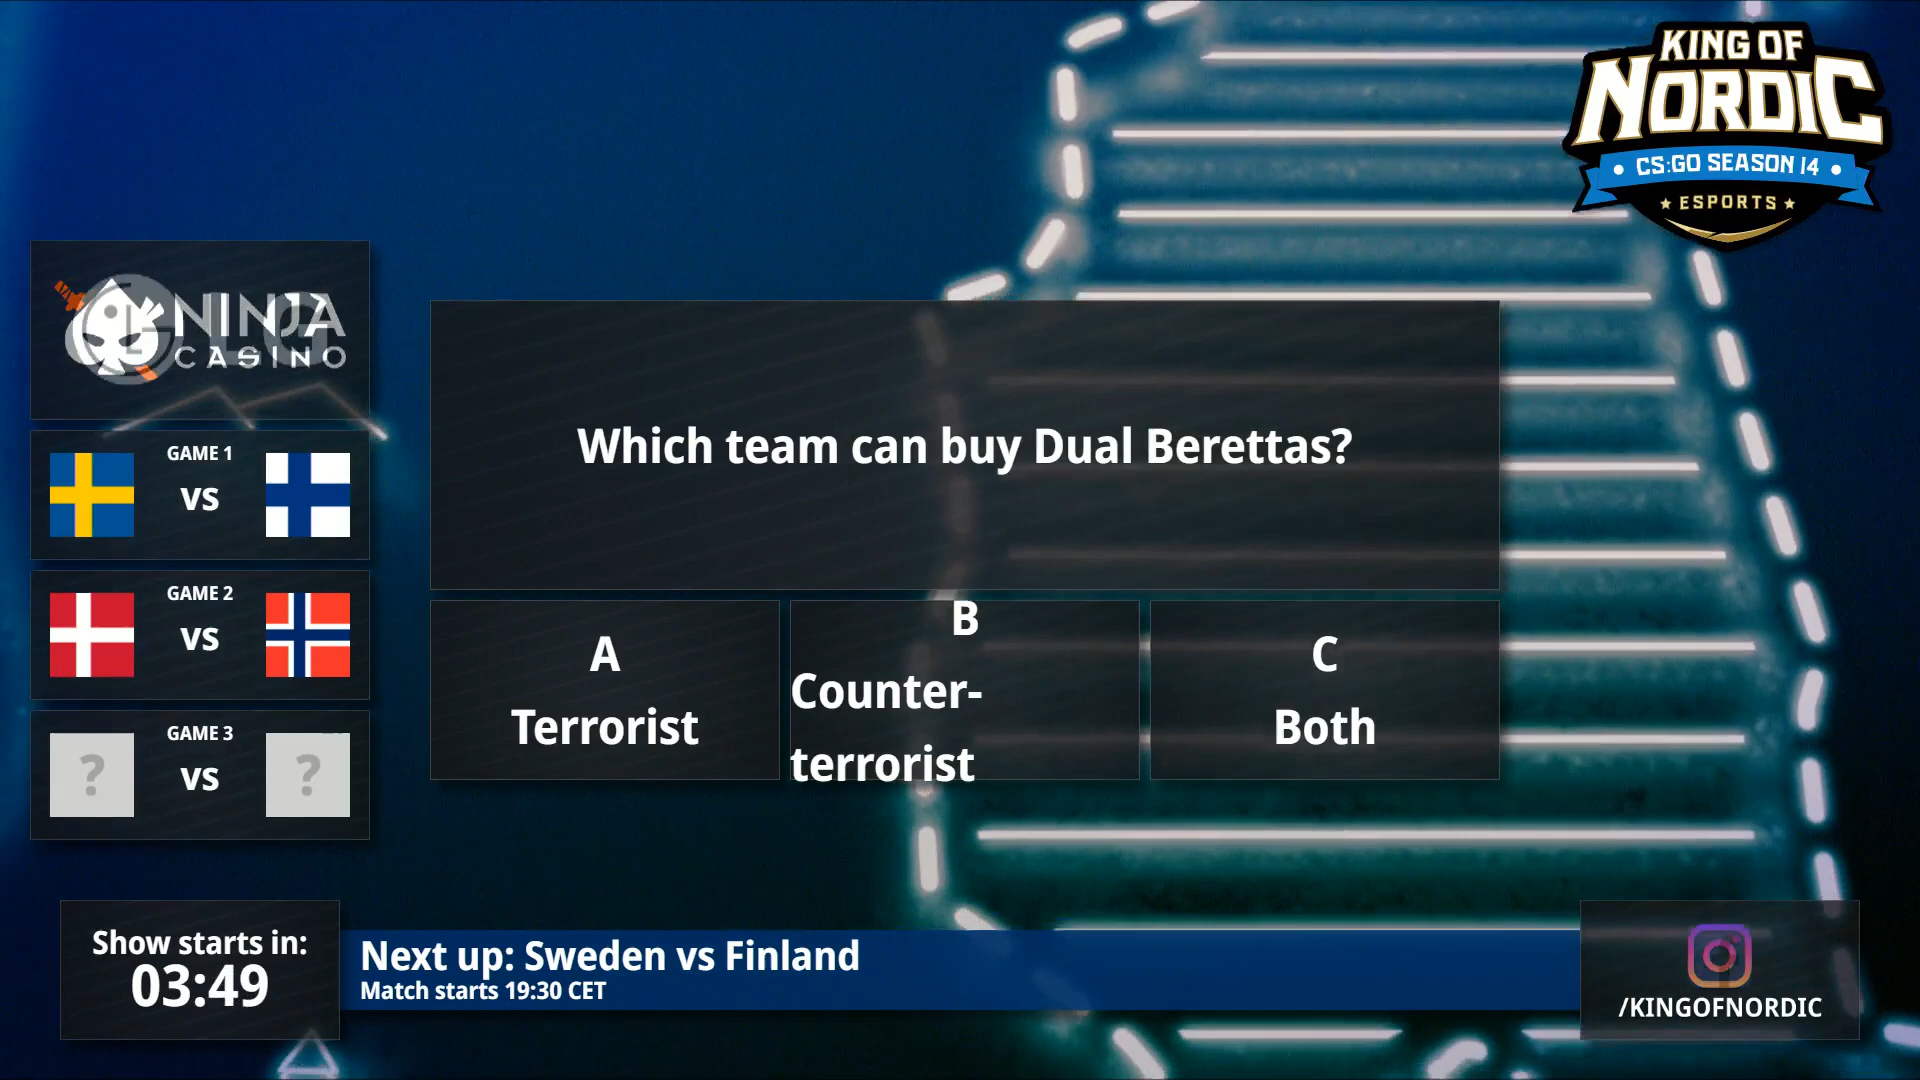 KING OF
NORDIC
CS:GO SEASON 14
ESPORTS
NINJA
CASINO
GAME 1
VS
GAME 2
VS
GAME 3
? VS ?
Which team can buy Dual Berettas?
A
Terrorist
B
Counter-
terrorist
C
Both
Show starts in:
03:49
Next up: Sweden vs Finland
Match starts 19:30 CET
/KINGOFNORDIC